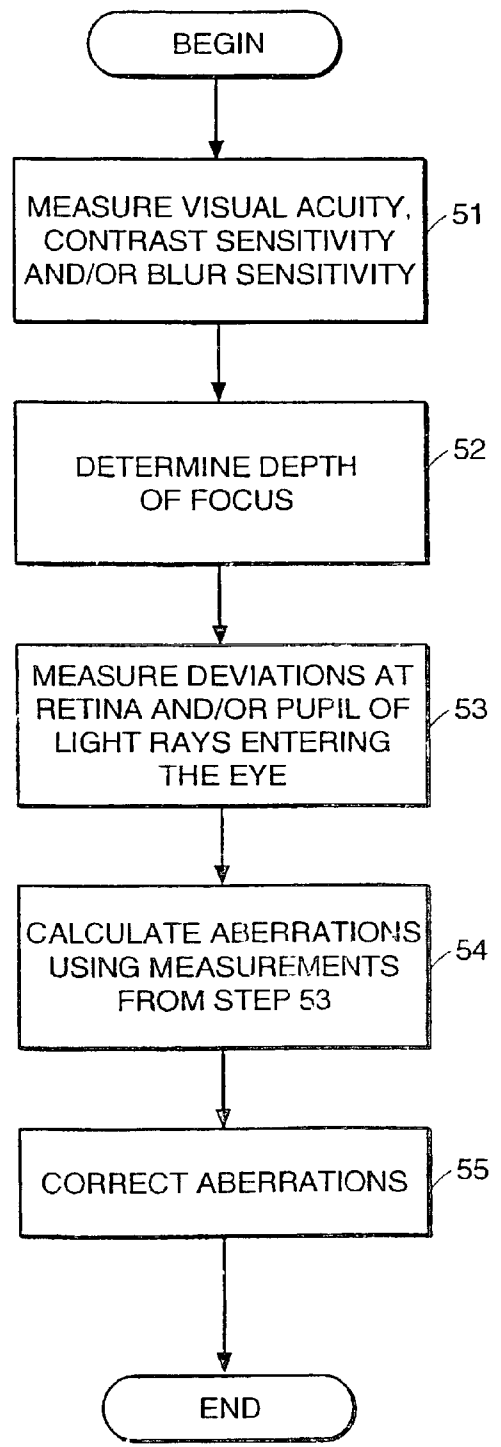 BEGIN
MEASURE VISUAL ACUITY,
CONTRAST SENSITIVITY
AND/OR BLUR SENSITIVITY
51
DETERMINE DEPTH
OF FOCUS
52
MEASURE DEVIATIONS AT
RETINA AND/OR PUPIL OF
LIGHT RAYS ENTERING
THE EYE
53
CALCULATE ABERRATIONS
USING MEASUREMENTS
FROM STEP 53
54
CORRECT ABERRATIONS
55
END